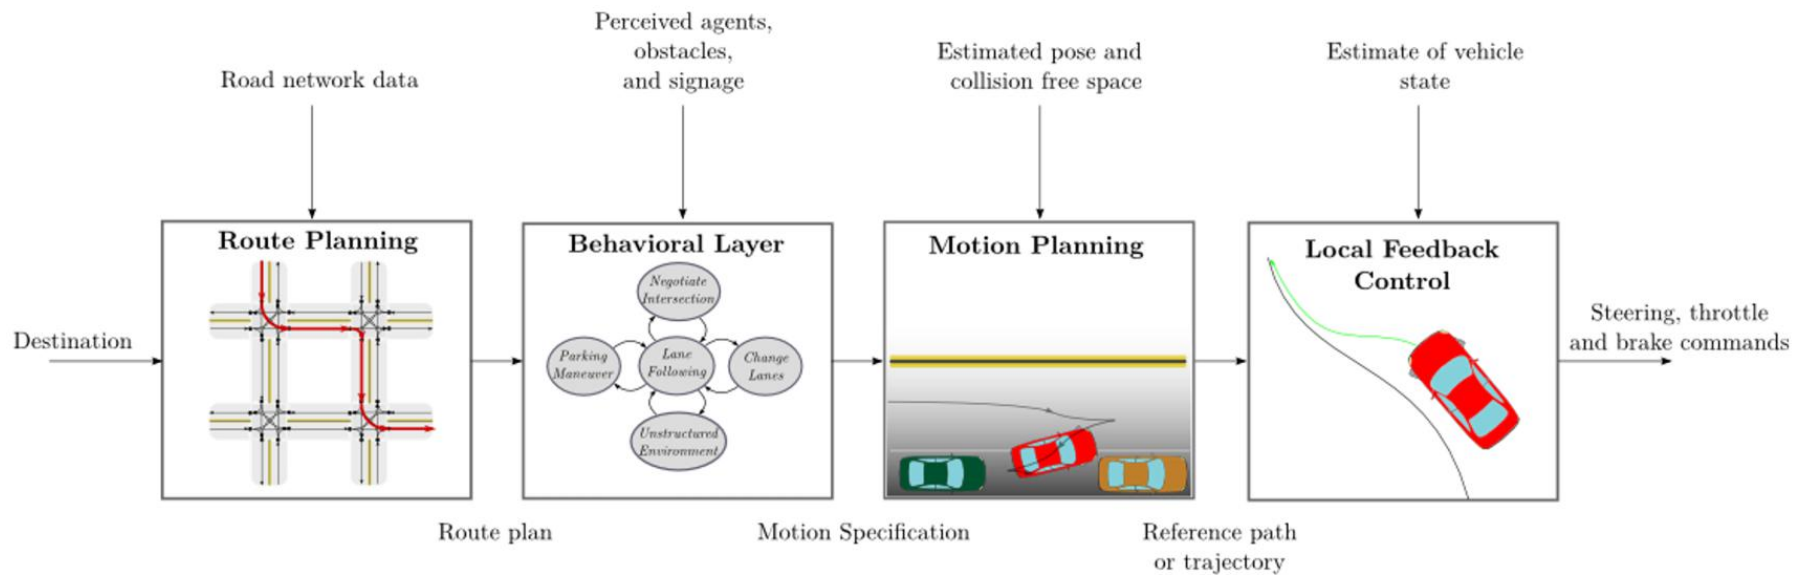 Perceived agents,
obstacles,
and signage
Estimated pose and
collision free space
Estimate of vehicle
state
Road network data
Route Planning
Behavioral Layer
Motion Planning
Local Feedback
Control
Negotiate
Intersection
Parking
Maneuver
Lane
Following
Change
Lanes
Unstructured
Environment
Destination
Steering, throttle
and brake commands
Route plan
Motion Specification
Reference path
or trajectory